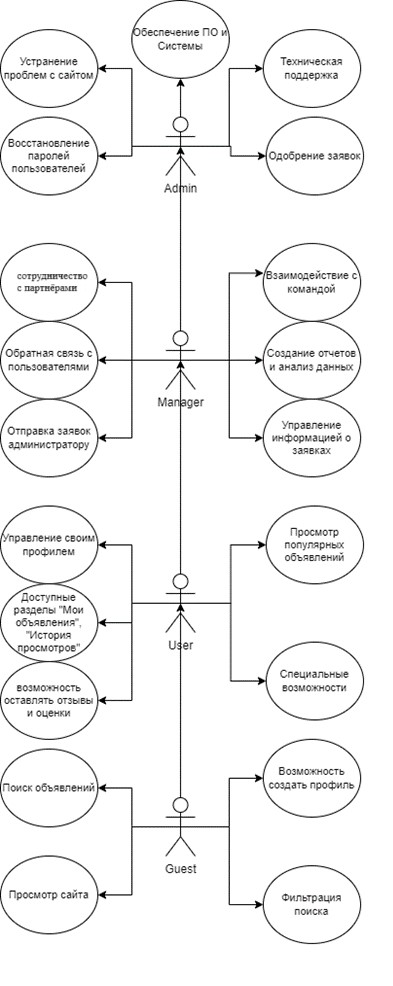 Обеспечение ПО и
Системы
Устранение
проблем с сайтом
Техническая
поддержка
Восстановление
паролей
пользователей
Одобрение заявок
Admin
сотрудничество
с партнёрами
Взаимодействие с
командой
Обратная связь с
пользователями
Создание отчетов
и анализ данных
Manager
Отправка заявок
администратору
Управление
информацией о
заявках
Управление своим
профилем
Просмотр
популярных
объявлений
Доступные
разделы "Мои
объявления",
"История
просмотров"
User
возможность
оставлять отзывы
и оценки
Специальные
возможности
Поиск объявлений
Возможность
создать профиль
Guest
Просмотр сайта
Фильтрация
поиска